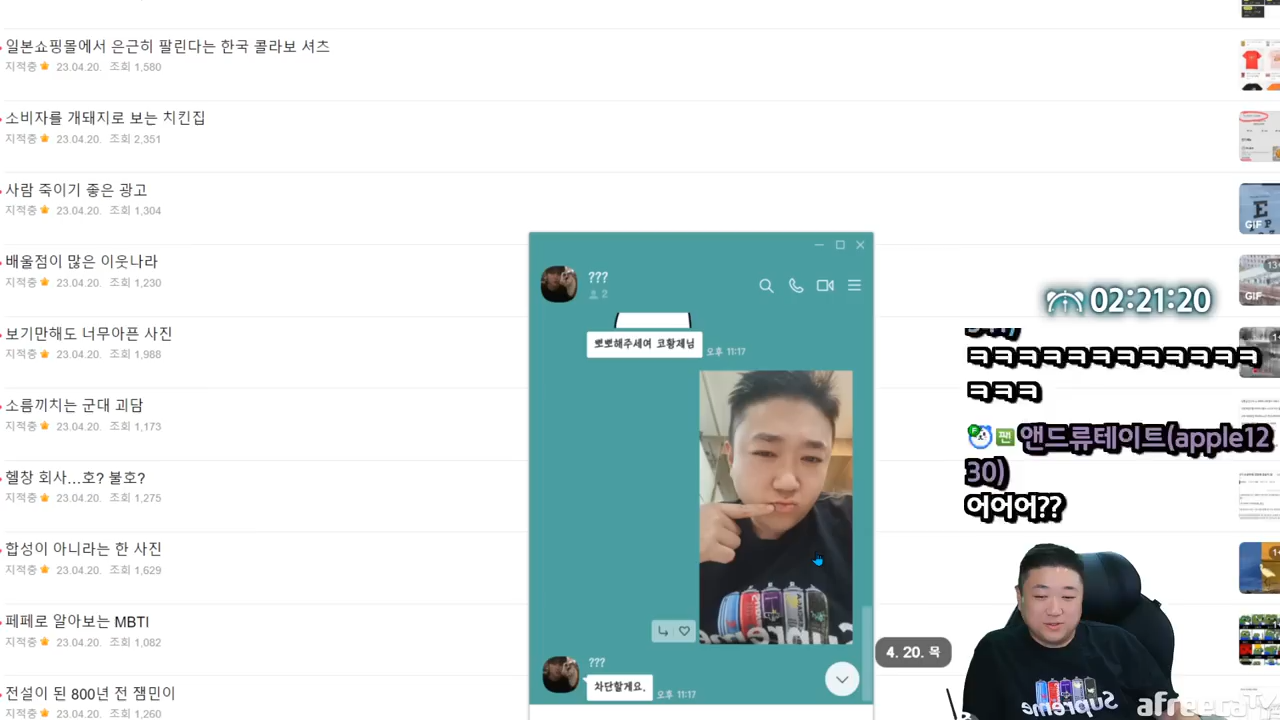 일본쇼핑몰에서 은근히 팔린다는 한국 콜라보 셔츠
지적중 23.04.20. 조회 1,580
소비자를 개돼지로 보는 치킨집
지적중 23.04.20. 조회 2,351
사람 죽이기 좋은 광고
지적중 23.04.20. 조회 1,304
배울점이 많은 이웃나라
지적중 23.04.20. 조회 1,230
보기만해도 너무아픈 사진
지적중 23.04.20. 조회 1,988
소름끼치는 군대 괴담
지적중 23.04.20. 조회 1,173
행창 회사...호? 불호?
지적중 23.04.20. 조회 1,275
합성이 아니라는 한 사진
지적중 23.04.20. 조회 1,629
페페로 알아보는 MBTI
지적중 23.04.20. 조회 1,082
전설이 된 800년 전 잼민이
지적중 23.04.20. 조회 1,260
GIF
GIF
???
2
뽀뽀해주세여 코황제님
오후 11:17
Supreme
???
차단할게요.
오후 11:17
4. 20. 목
02:21:20
ㅋㅋㅋㅋㅋㅋㅋㅋㅋㅋㅋㅋ
ㅋㅋㅋ
F 짼! 앤드류테이트(apple12
30)
어어어??
Supreme
afreecaTV